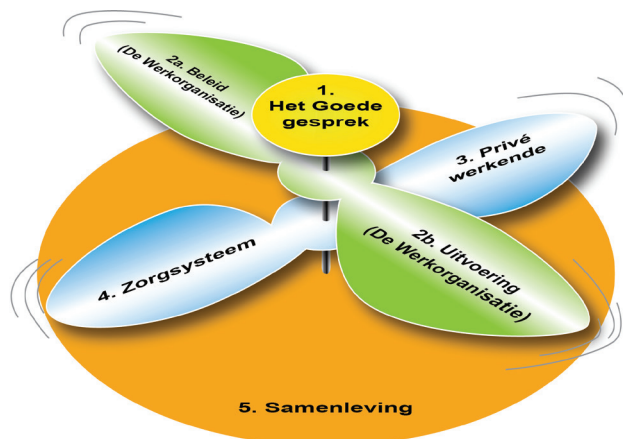 1.
Het Goede
gesprek
2a. Beleid
(De Werkorganisatie)
3. Privé
werkende
2b. Uitvoering
(De Werkorganisatie)
4. Zorgsysteem
5. Samenleving